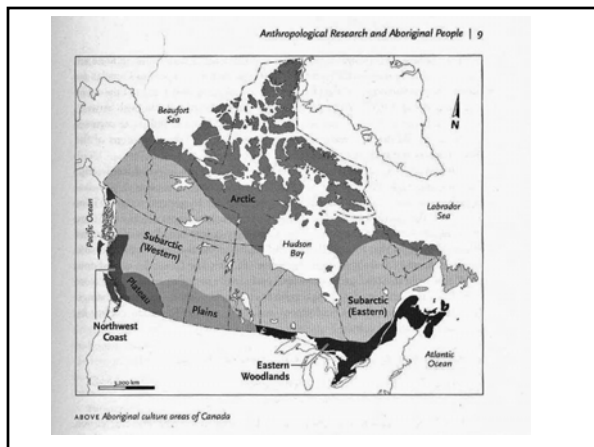 Anthropological Research and Aboriginal People | 9
Beaufort
Sea
N
Arctic
Pacific Ocean
Labrador
Sea
Hudson
Bay
Subarctic
(Western)
Plateau
Plains
Subarctic
(Eastern)
Northwest
Coast
Eastern
Woodlands
Atlantic
Ocean
ABOVE Aboriginal culture areas of Canada